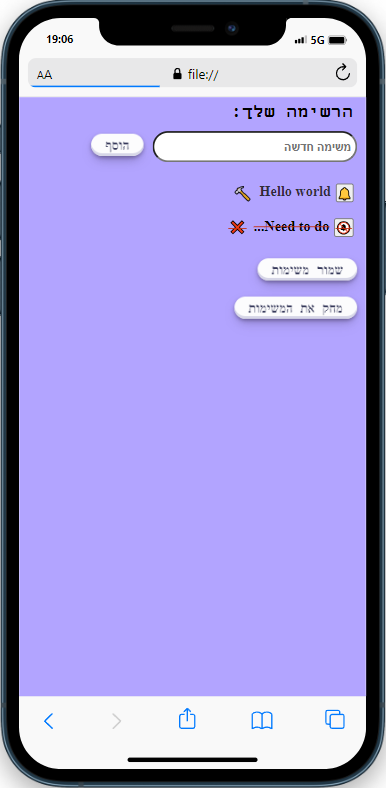 19:06 5G
AA file://
הרשימה שלך:
משימה חדשה הוסף
Hello world
Need to do...
שמור משימות
מחק את המשימות